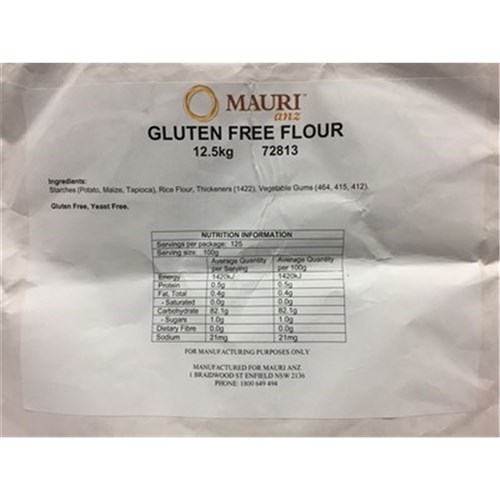 MAURI™
anz
GLUTEN FREE FLOUR
12.5kg 72813
Ingredients:
Starches (Potato, Maize, Tapioca), Rice Flour, Thickeners (1422), Vegetable Gums (464, 415, 412).
Gluten Free, Yeast Free.
NUTRITION INFORMATION
Servings per package: 125
Serving size: 100g
Average Quantity per Serving Average Quantity per 100g
Energy 1420kJ 1420kJ
Protein 0.5g 0.5g
Fat, Total 0.4g 0.4g
- Saturated 0.0g 0.0g
Carbohydrate 82.1g 82.1g
- Sugars 1.0g 1.0g
Dietary Fibre 0.0g 0.0g
Sodium 21mg 21mg
FOR MANUFACTURING PURPOSES ONLY
MANUFACTURED FOR MAURI ANZ
1 BRAIDWOOD ST ENFIELD NSW 2136
PHONE: 1800 649 494